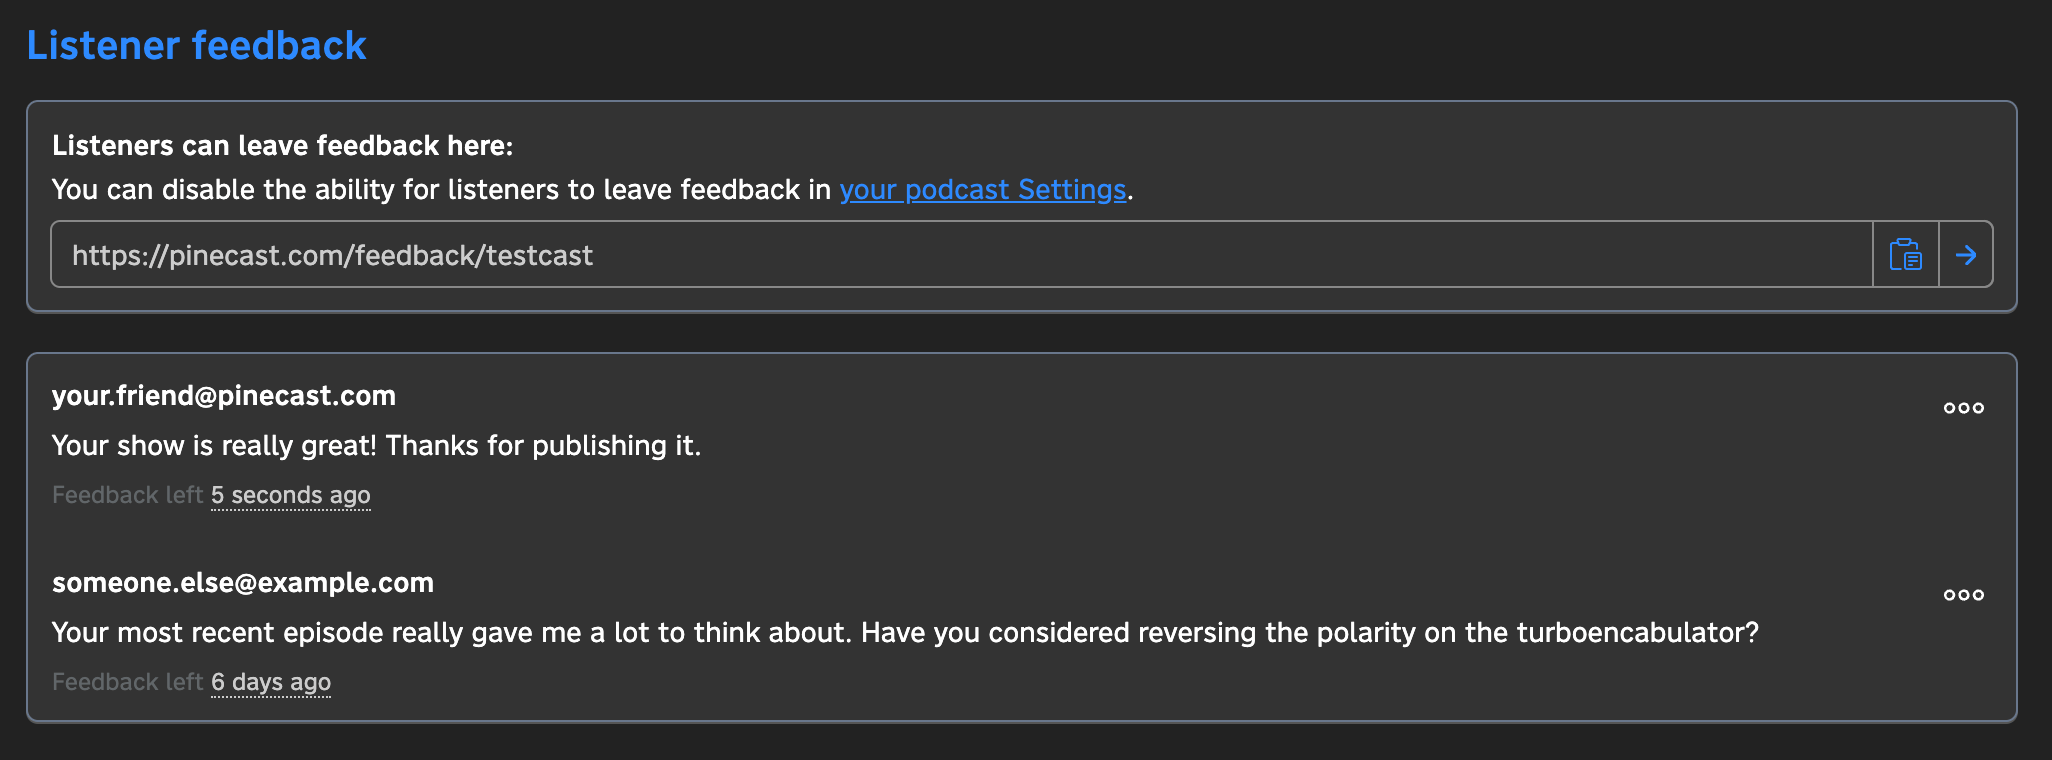 Listener feedback
Listeners can leave feedback here:
You can disable the ability for listeners to leave feedback in your podcast Settings.
https://pinecast.com/feedback/testcast
your.friend@pinecast.com
Your show is really great! Thanks for publishing it.
Feedback left 5 seconds ago
someone.else@example.com
Your most recent episode really gave me a lot to think about. Have you considered reversing the polarity on the turboencabulator?
Feedback left 6 days ago